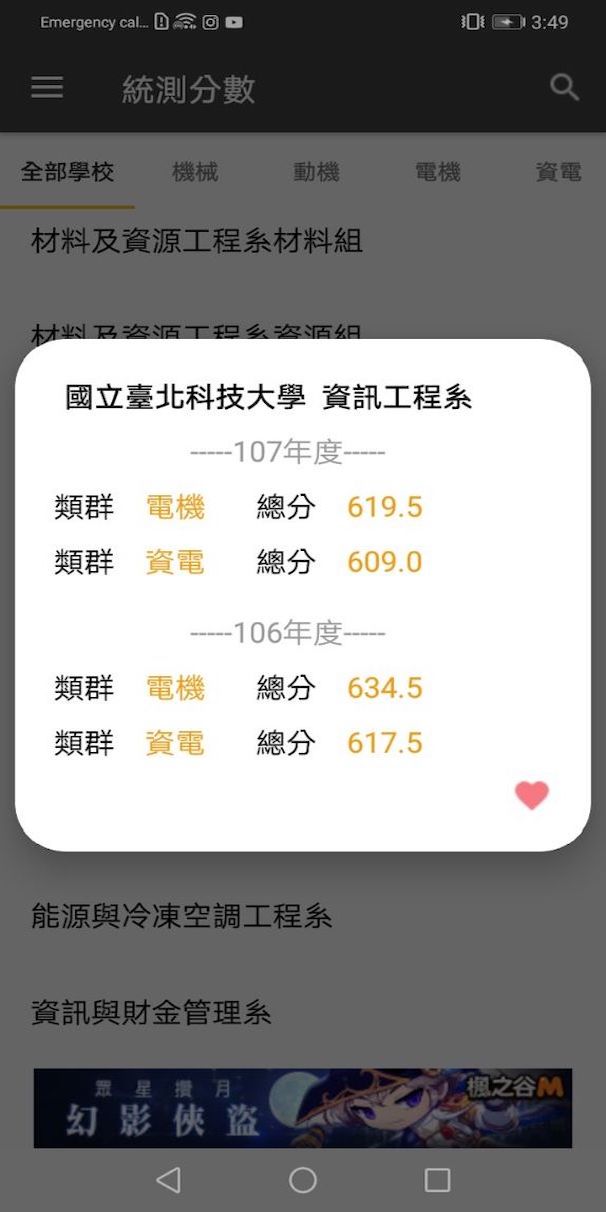 Emergency cal... 3:49
統測分數
全部學校 機械 動機 電機 資電
材料及資源工程系材料組
材料及資源工程系資源組
國立臺北科技大學 資訊工程系
-----107年度-----
類群 電機 總分 619.5
類群 資電 總分 609.0
-----106年度-----
類群 電機 總分 634.5
類群 資電 總分 617.5
能源與冷凍空調工程系
資訊與財金管理系
眾星攢月
楓之谷M
幻影俠盜